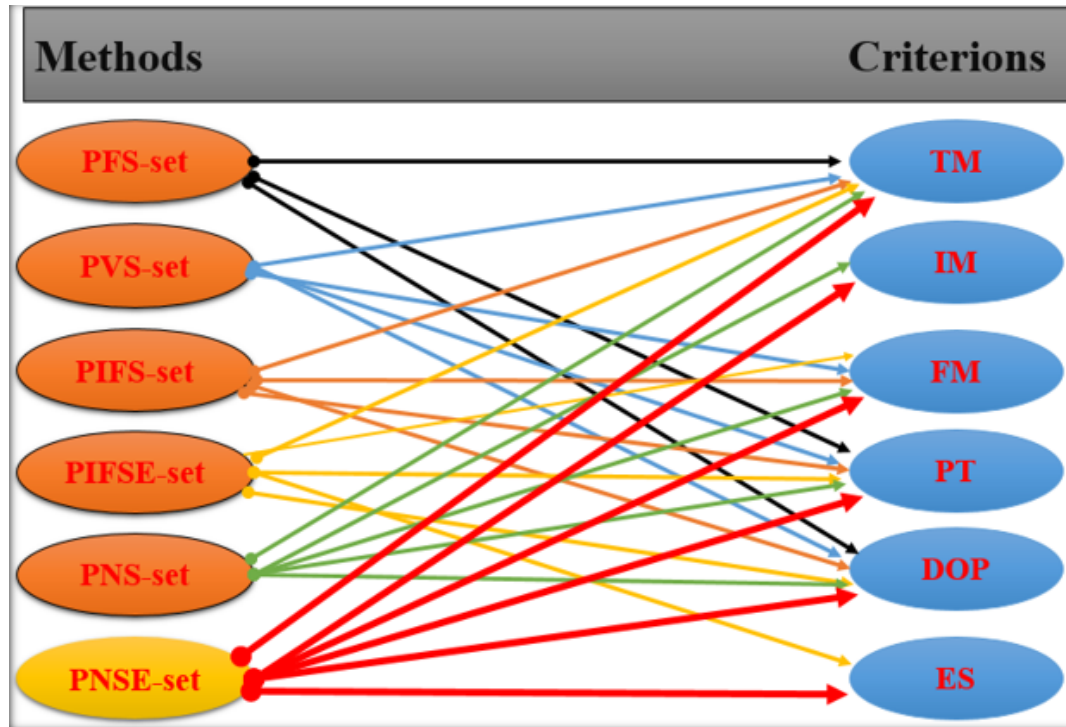 Methods Criterions
PFS-set TM
PVS-set IM
PIFS-set FM
PIFSE-set PT
PNS-set DOP
PNSE-set ES